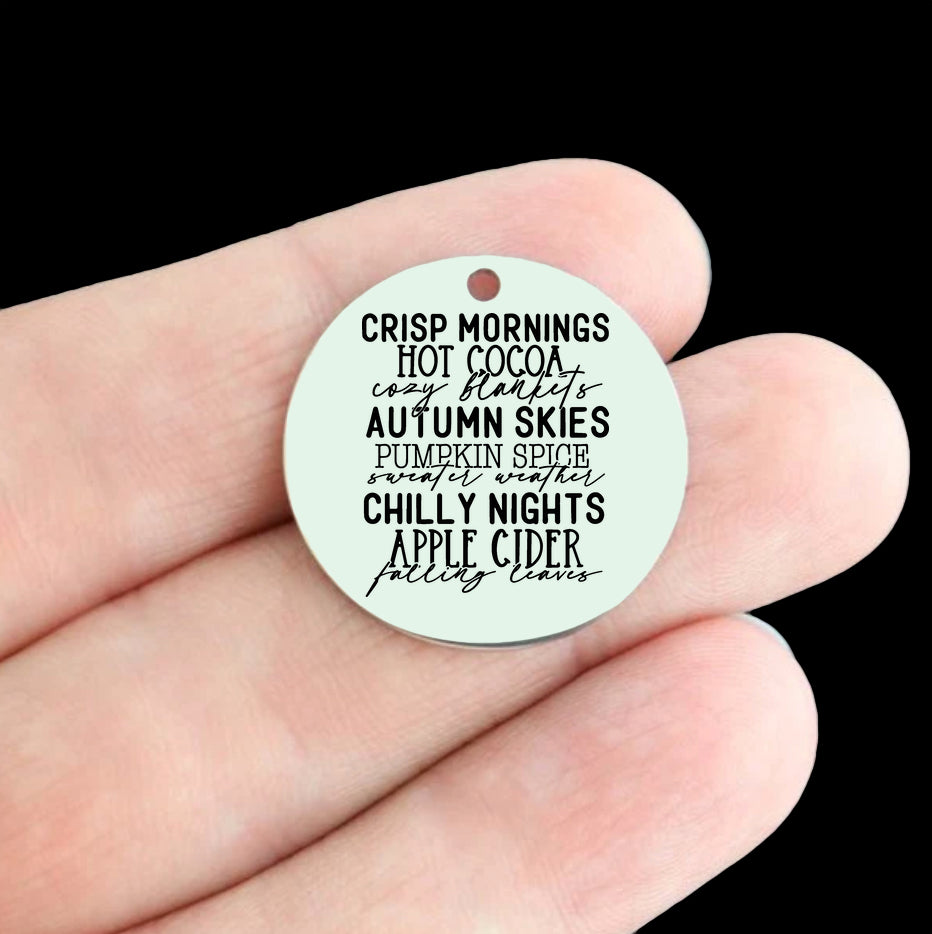 CRISP MORNINGS
HOT COCOA
cozy blankets
AUTUMN SKIES
PUMPKIN SPICE
sweater weather
CHILLY NIGHTS
APPLE CIDER
falling leaves